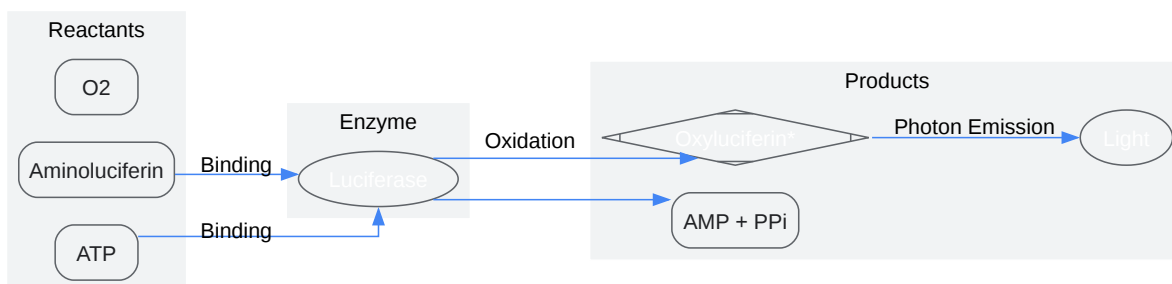 Reactants
O2
Aminoluciferin
ATP
Binding
Binding
Enzyme
Luciferase
Oxidation
Products
Oxyluciferin*
AMP + PPi
Photon Emission
Light